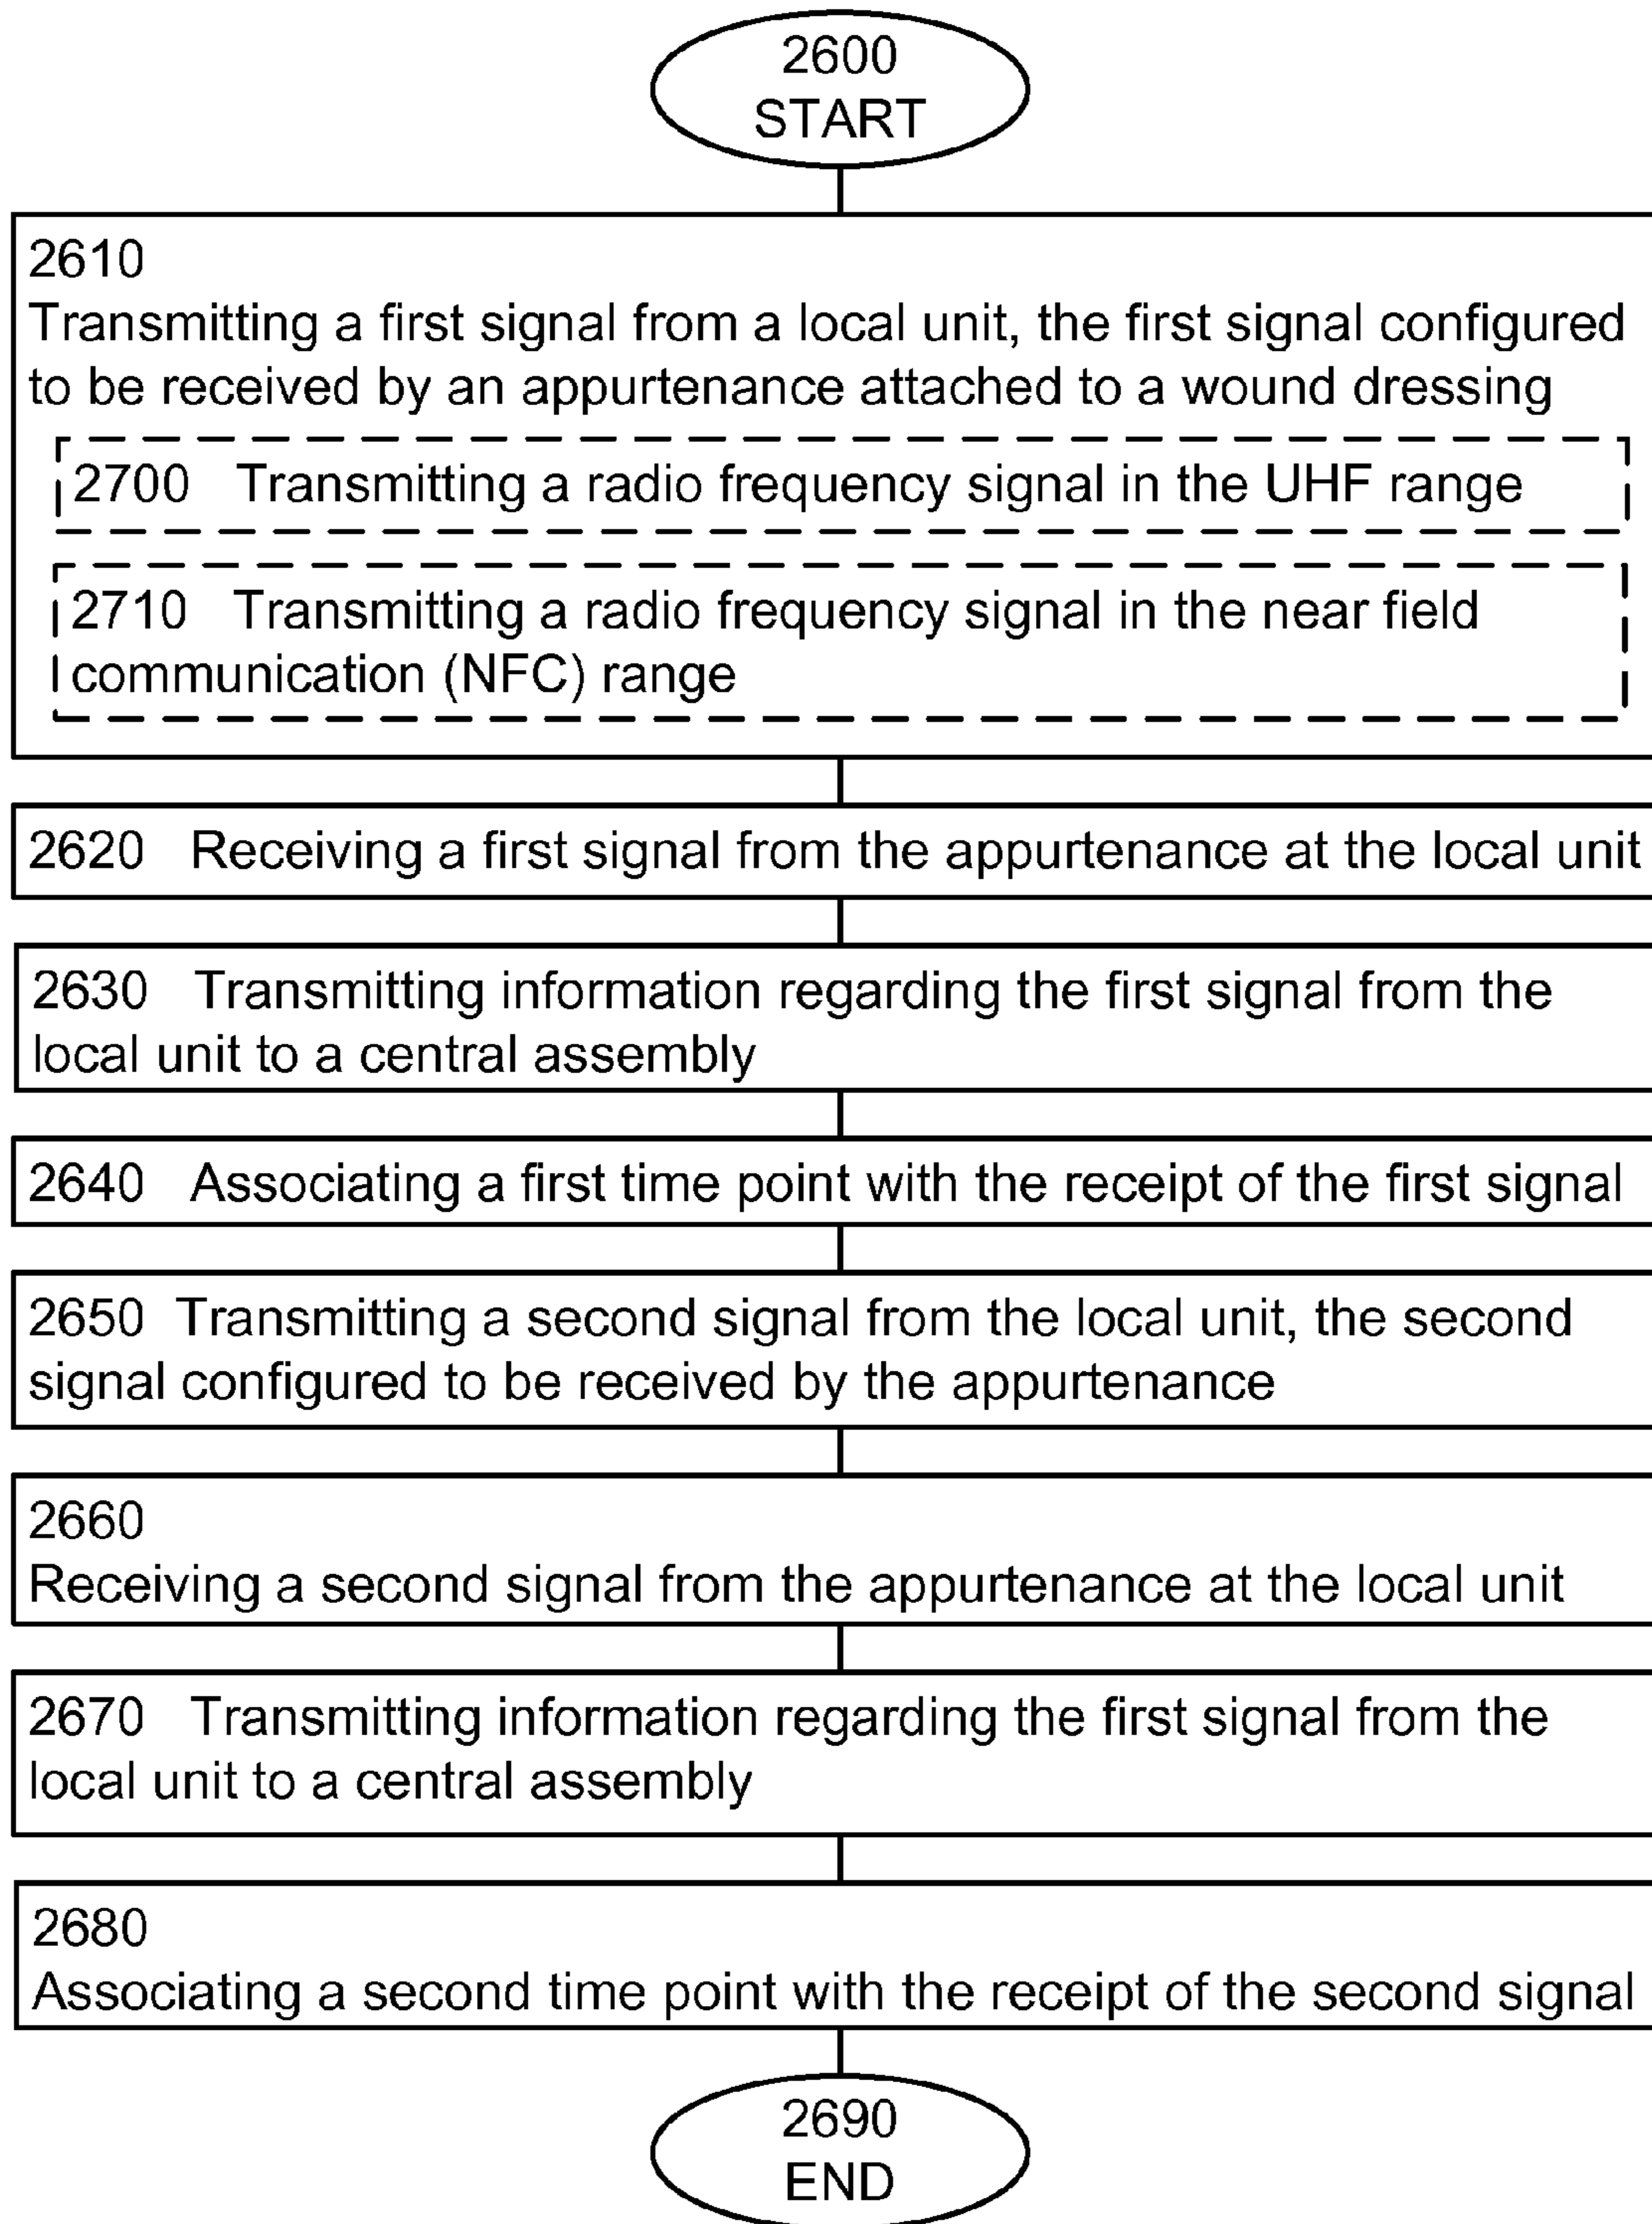 2600
START
2610
Transmitting a first signal from a local unit, the first signal configured
to be received by an appurtenance attached to a wound dressing
2700 Transmitting a radio frequency signal in the UHF range
2710 Transmitting a radio frequency signal in the near field
communication (NFC) range
2620 Receiving a first signal from the appurtenance at the local unit
2630 Transmitting information regarding the first signal from the
local unit to a central assembly
2640 Associating a first time point with the receipt of the first signal
2650 Transmitting a second signal from the local unit, the second
signal configured to be received by the appurtenance
2660
Receiving a second signal from the appurtenance at the local unit
2670 Transmitting information regarding the first signal from the
local unit to a central assembly
2680
Associating a second time point with the receipt of the second signal
2690
END